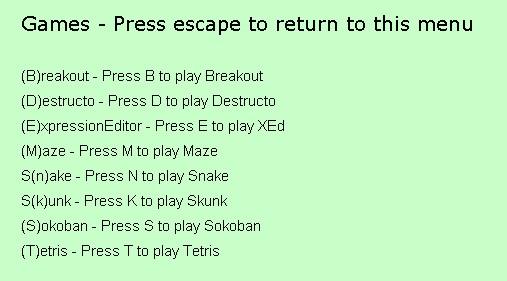 Games - Press escape to return to this menu
(B)reakout - Press B to play Breakout
(D)estructo - Press D to play Destructo
(E)xpressionEditor - Press E to play XEd
(M)aze - Press M to play Maze
S(n)ake - Press N to play Snake
S(k)unk - Press K to play Skunk
(S)okoban - Press S to play Sokoban
(T)etris - Press T to play Tetris